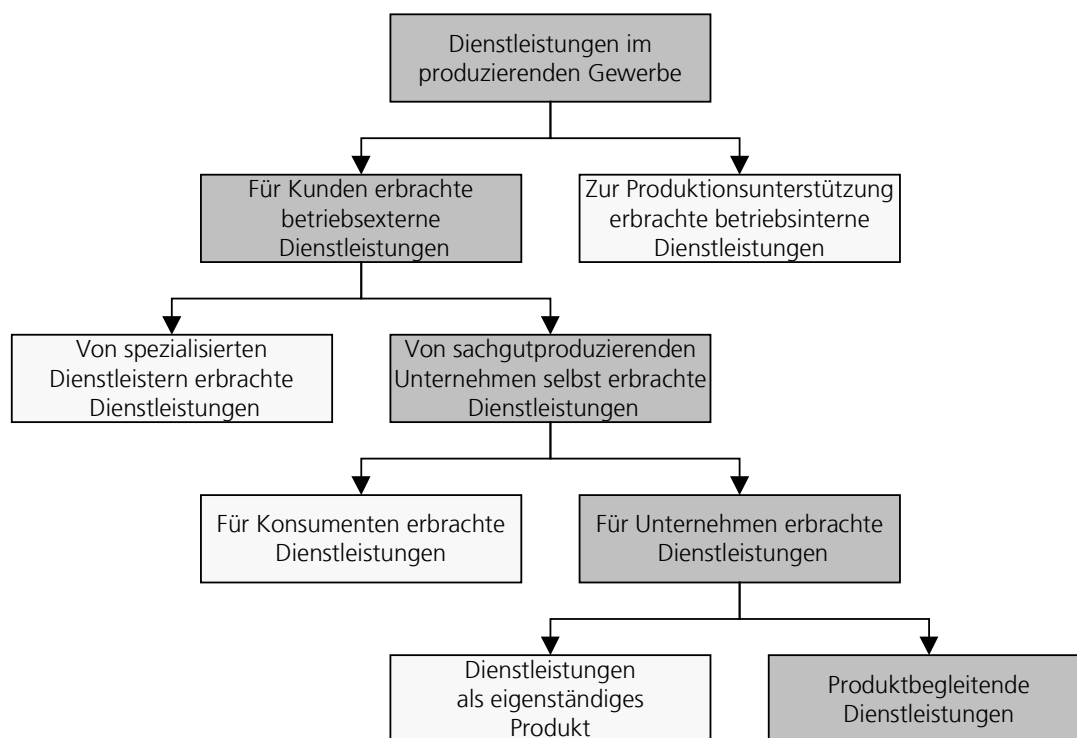 Dienstleistungen im
produzierenden Gewerbe
Für Kunden erbrachte
betriebsexterne
Dienstleistungen
Zur Produktionsunterstützung
erbrachte betriebsinterne
Dienstleistungen
Von spezialisierten
Dienstleistern erbrachte
Dienstleistungen
Von sachgutproduzierenden
Unternehmen selbst erbrachte
Dienstleistungen
Für Konsumenten erbrachte
Dienstleistungen
Für Unternehmen erbrachte
Dienstleistungen
Dienstleistungen
als eigenständiges
Produkt
Produktbegleitende
Dienstleistungen